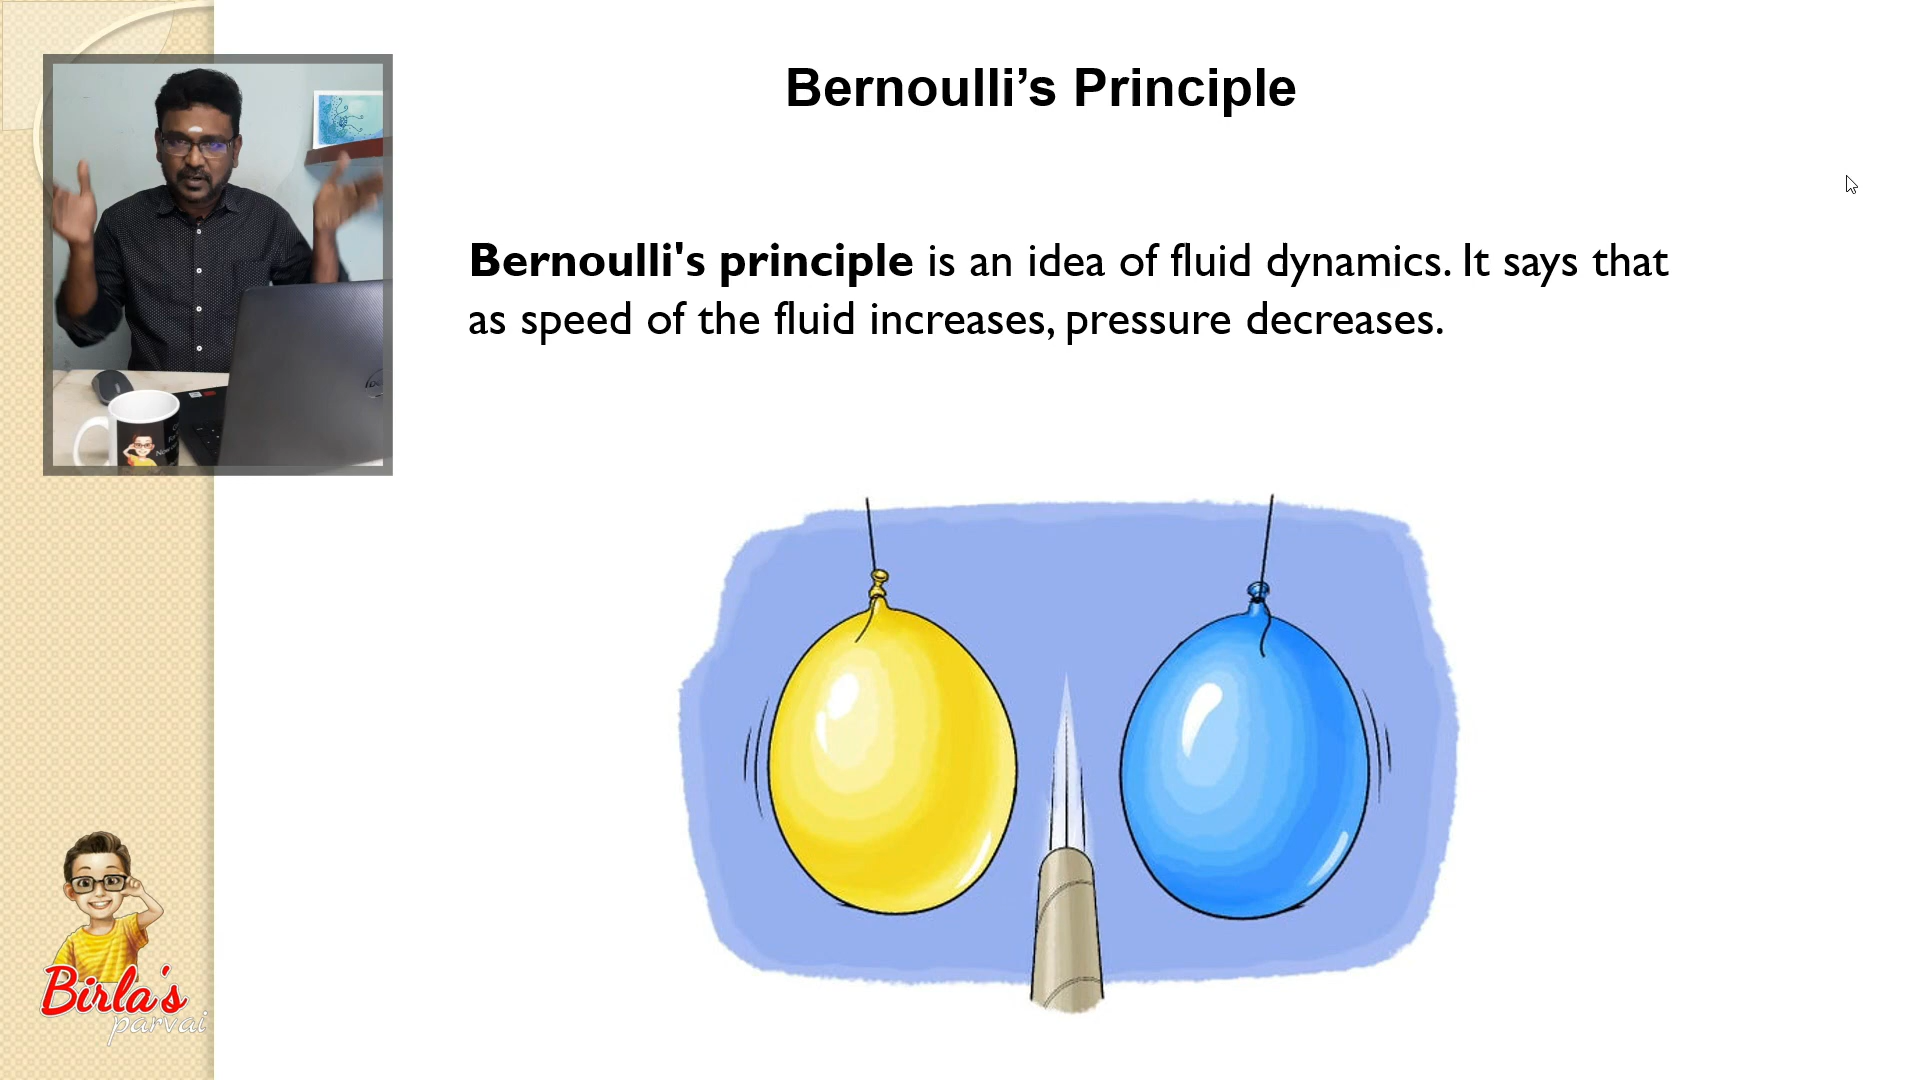 Bernoulli’s Principle
Bernoulli's principle is an idea of fluid dynamics. It says that
as speed of the fluid increases, pressure decreases.
Birla's
parvai